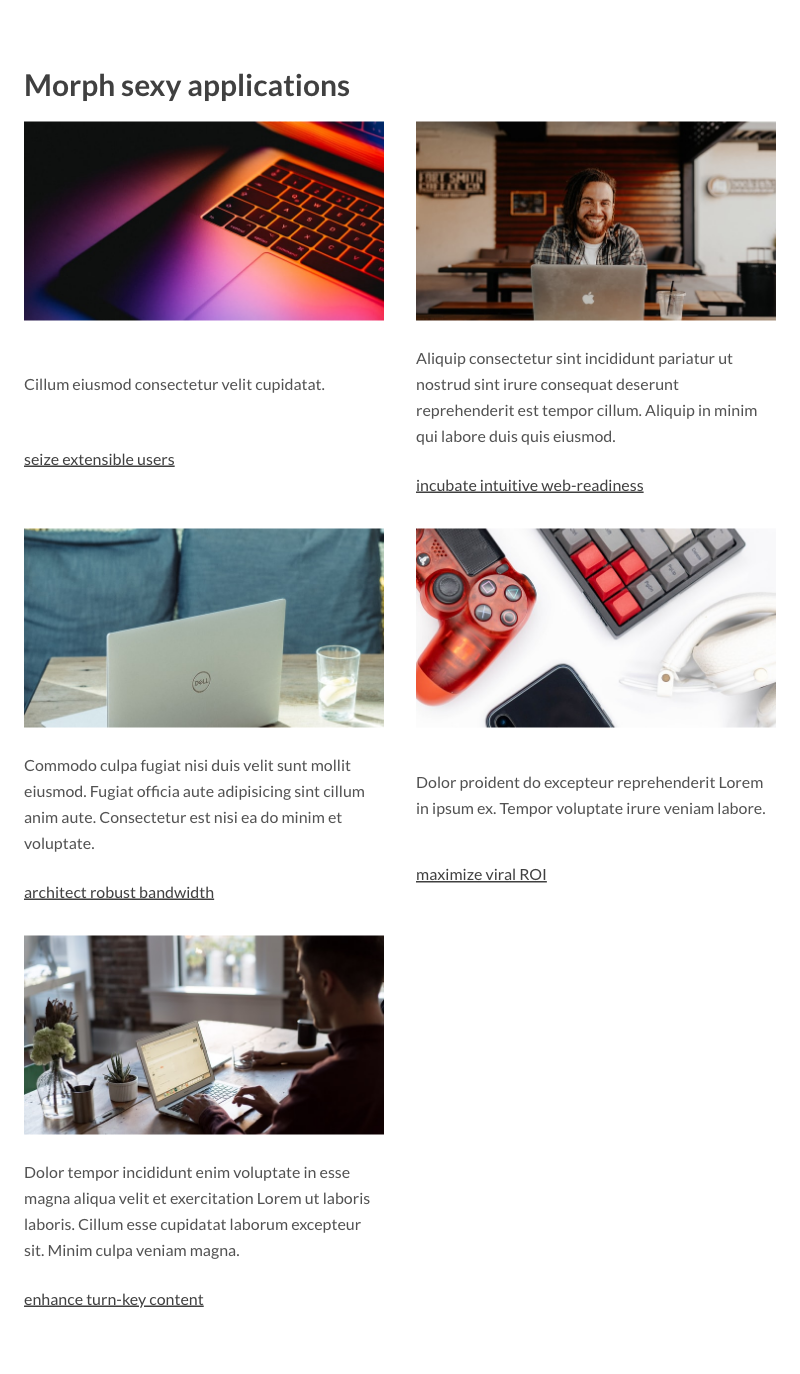 Morph sexy applications
Cillum eiusmod consectetur velit cupidatat.
seize extensible users
Aliquip consectetur sint incididunt pariatur ut
nostrud sint irure consequat deserunt
reprehenderit est tempor cillum. Aliquip in minim
qui labore duis quis eiusmod.
incubate intuitive web-readiness
DELL
Commodo culpa fugiat nisi duis velit sunt mollit
eiusmod. Fugiat officia aute adipisicing sint cillum
anim aute. Consectetur est nisi ea do minim et
voluptate.
architect robust bandwidth
Dolor proident do excepteur reprehenderit Lorem
in ipsum ex. Tempor voluptate irure veniam labore.
maximize viral ROI
Dolor tempor incididunt enim voluptate in esse
magna aliqua velit et exercitation Lorem ut laboris
laboris. Cillum esse cupidatat laborum excepteur
sit. Minim culpa veniam magna.
enhance turn-key content